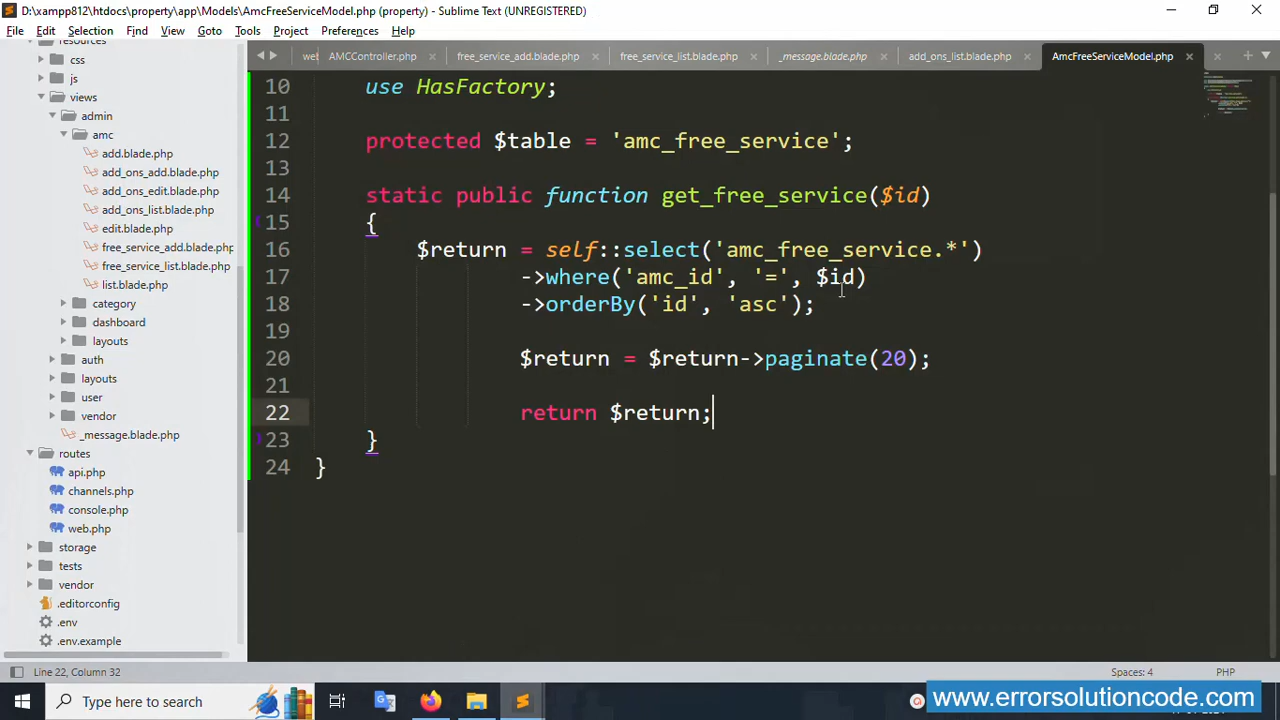 D:\xampp812\htdocs\property\app\Models\AmcFreeServiceModel.php (property) - Sublime Text (UNREGISTERED)
File Edit Selection Find View Goto Tools Project Preferences Help
AMCController.php free_service_add.blade.php free_service_list.blade.php _message.blade.php add_ons_list.blade.php AmcFreeServiceModel.php
resources
css
js
views
admin
amc
add.blade.php
add_ons_add.blade.php
add_ons_edit.blade.php
add_ons_list.blade.php
edit.blade.php
free_service_add.blade.php
free_service_list.blade.php
list.blade.php
category
dashboard
layouts
auth
layouts
user
vendor
_message.blade.php
routes
api.php
channels.php
console.php
web.php
storage
tests
vendor
.editorconfig
.env
.env.example
10 use HasFactory;
11
12 protected $table = 'amc_free_service';
13
14 static public function get_free_service($id)
15 {
16 $return = self::select('amc_free_service.*')
17 ->where('amc_id', '=', $id)
18 ->orderBy('id', 'asc');
19
20 $return = $return->paginate(20);
21
22 return $return;
23 }
24 }
Line 22, Column 32 Spaces: 4 PHP
Type here to search
www.errorsolutioncode.com